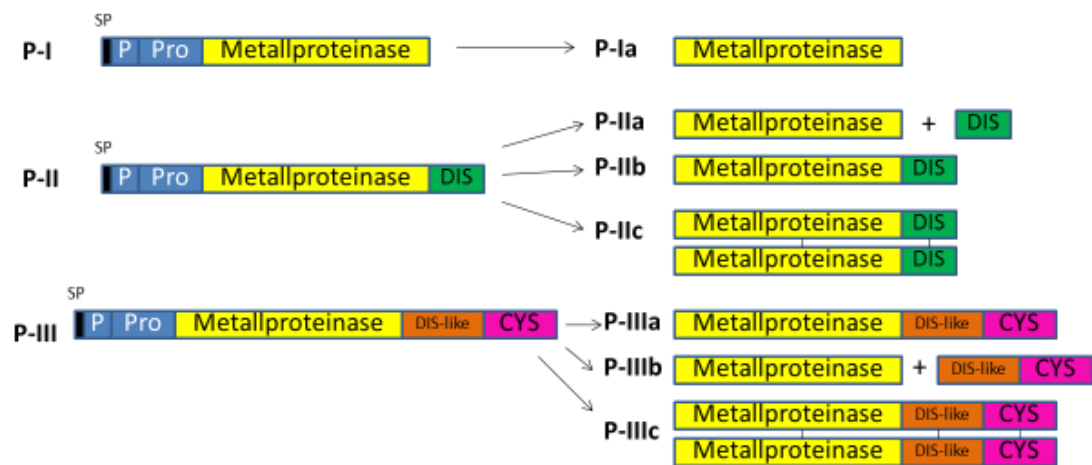 SP
P-I P Pro Metallproteinase P-Ia Metallproteinase
P-IIa Metallproteinase + DIS
SP
P-II P Pro Metallproteinase DIS P-IIb Metallproteinase DIS
P-IIc Metallproteinase DIS
Metallproteinase DIS
SP
P-III P Pro Metallproteinase DIS-like CYS P-IIIa Metallproteinase DIS-like CYS
P-IIIb Metallproteinase + DIS-like CYS
P-IIIc Metallproteinase DIS-like CYS
Metallproteinase DIS-like CYS